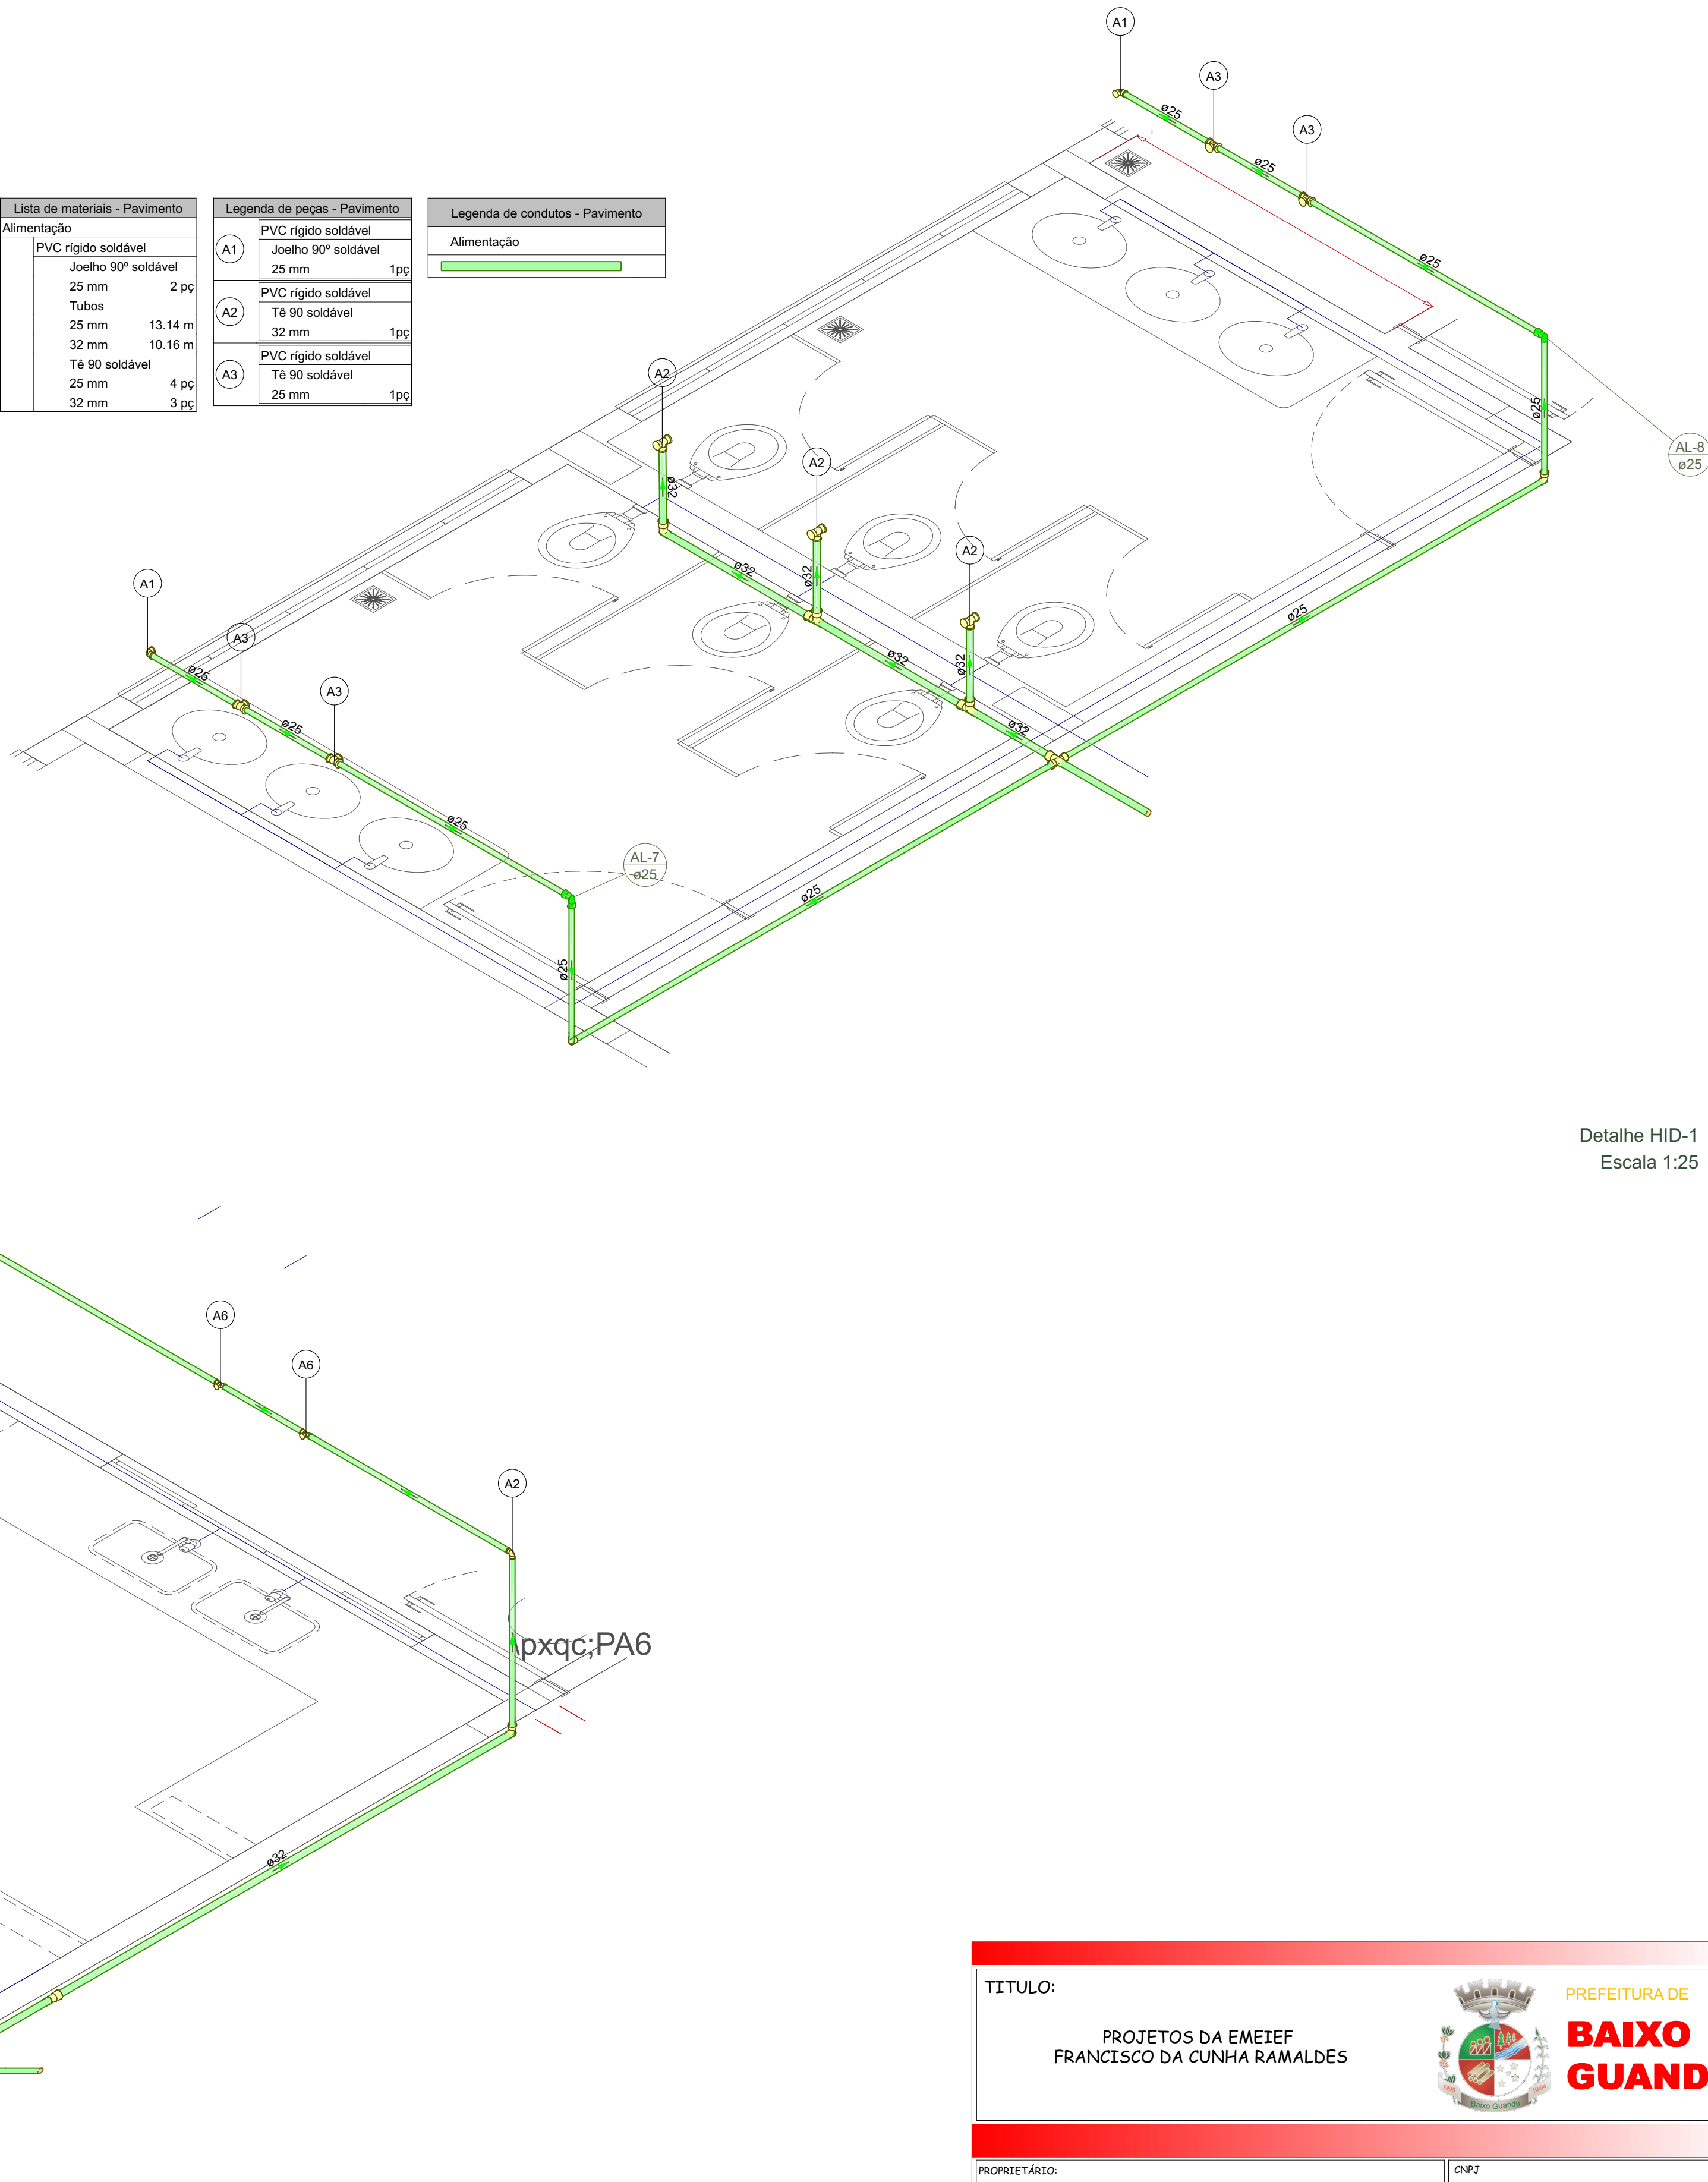 A1
A3
A3
ø25
ø25
ø25
ø25
AL-8
ø25
Lista de materiais - Pavimento
Alimentação
PVC rígido soldável
Joelho 90º soldável
25 mm 2 pç
Tubos
25 mm 13.14 m
32 mm 10.16 m
Tê 90 soldável
25 mm 4 pç
32 mm 3 pç
Legenda de peças - Pavimento
A1
PVC rígido soldável
Joelho 90º soldável
25 mm 1pç
A2
PVC rígido soldável
Tê 90 soldável
32 mm 1pç
A3
PVC rígido soldável
Tê 90 soldável
25 mm 1pç
Legenda de condutos - Pavimento
Alimentação
A2
A2
A2
ø32
ø32
ø32
ø32
ø32
ø32
ø25
A1
A3
A3
ø25
ø25
ø25
AL-7
ø25
ø25
ø25
Detalhe HID-1
Escala 1:25
A6
A6
A2
pxqc;PA6
ø32
TITULO:
PROJETOS DA EMEIEF
FRANCISCO DA CUNHA RAMALDES
1935
10/04
Baixo Guandu
PREFEITURA DE
BAIXO
GUAND
PROPRIETÁRIO:
CNPJ